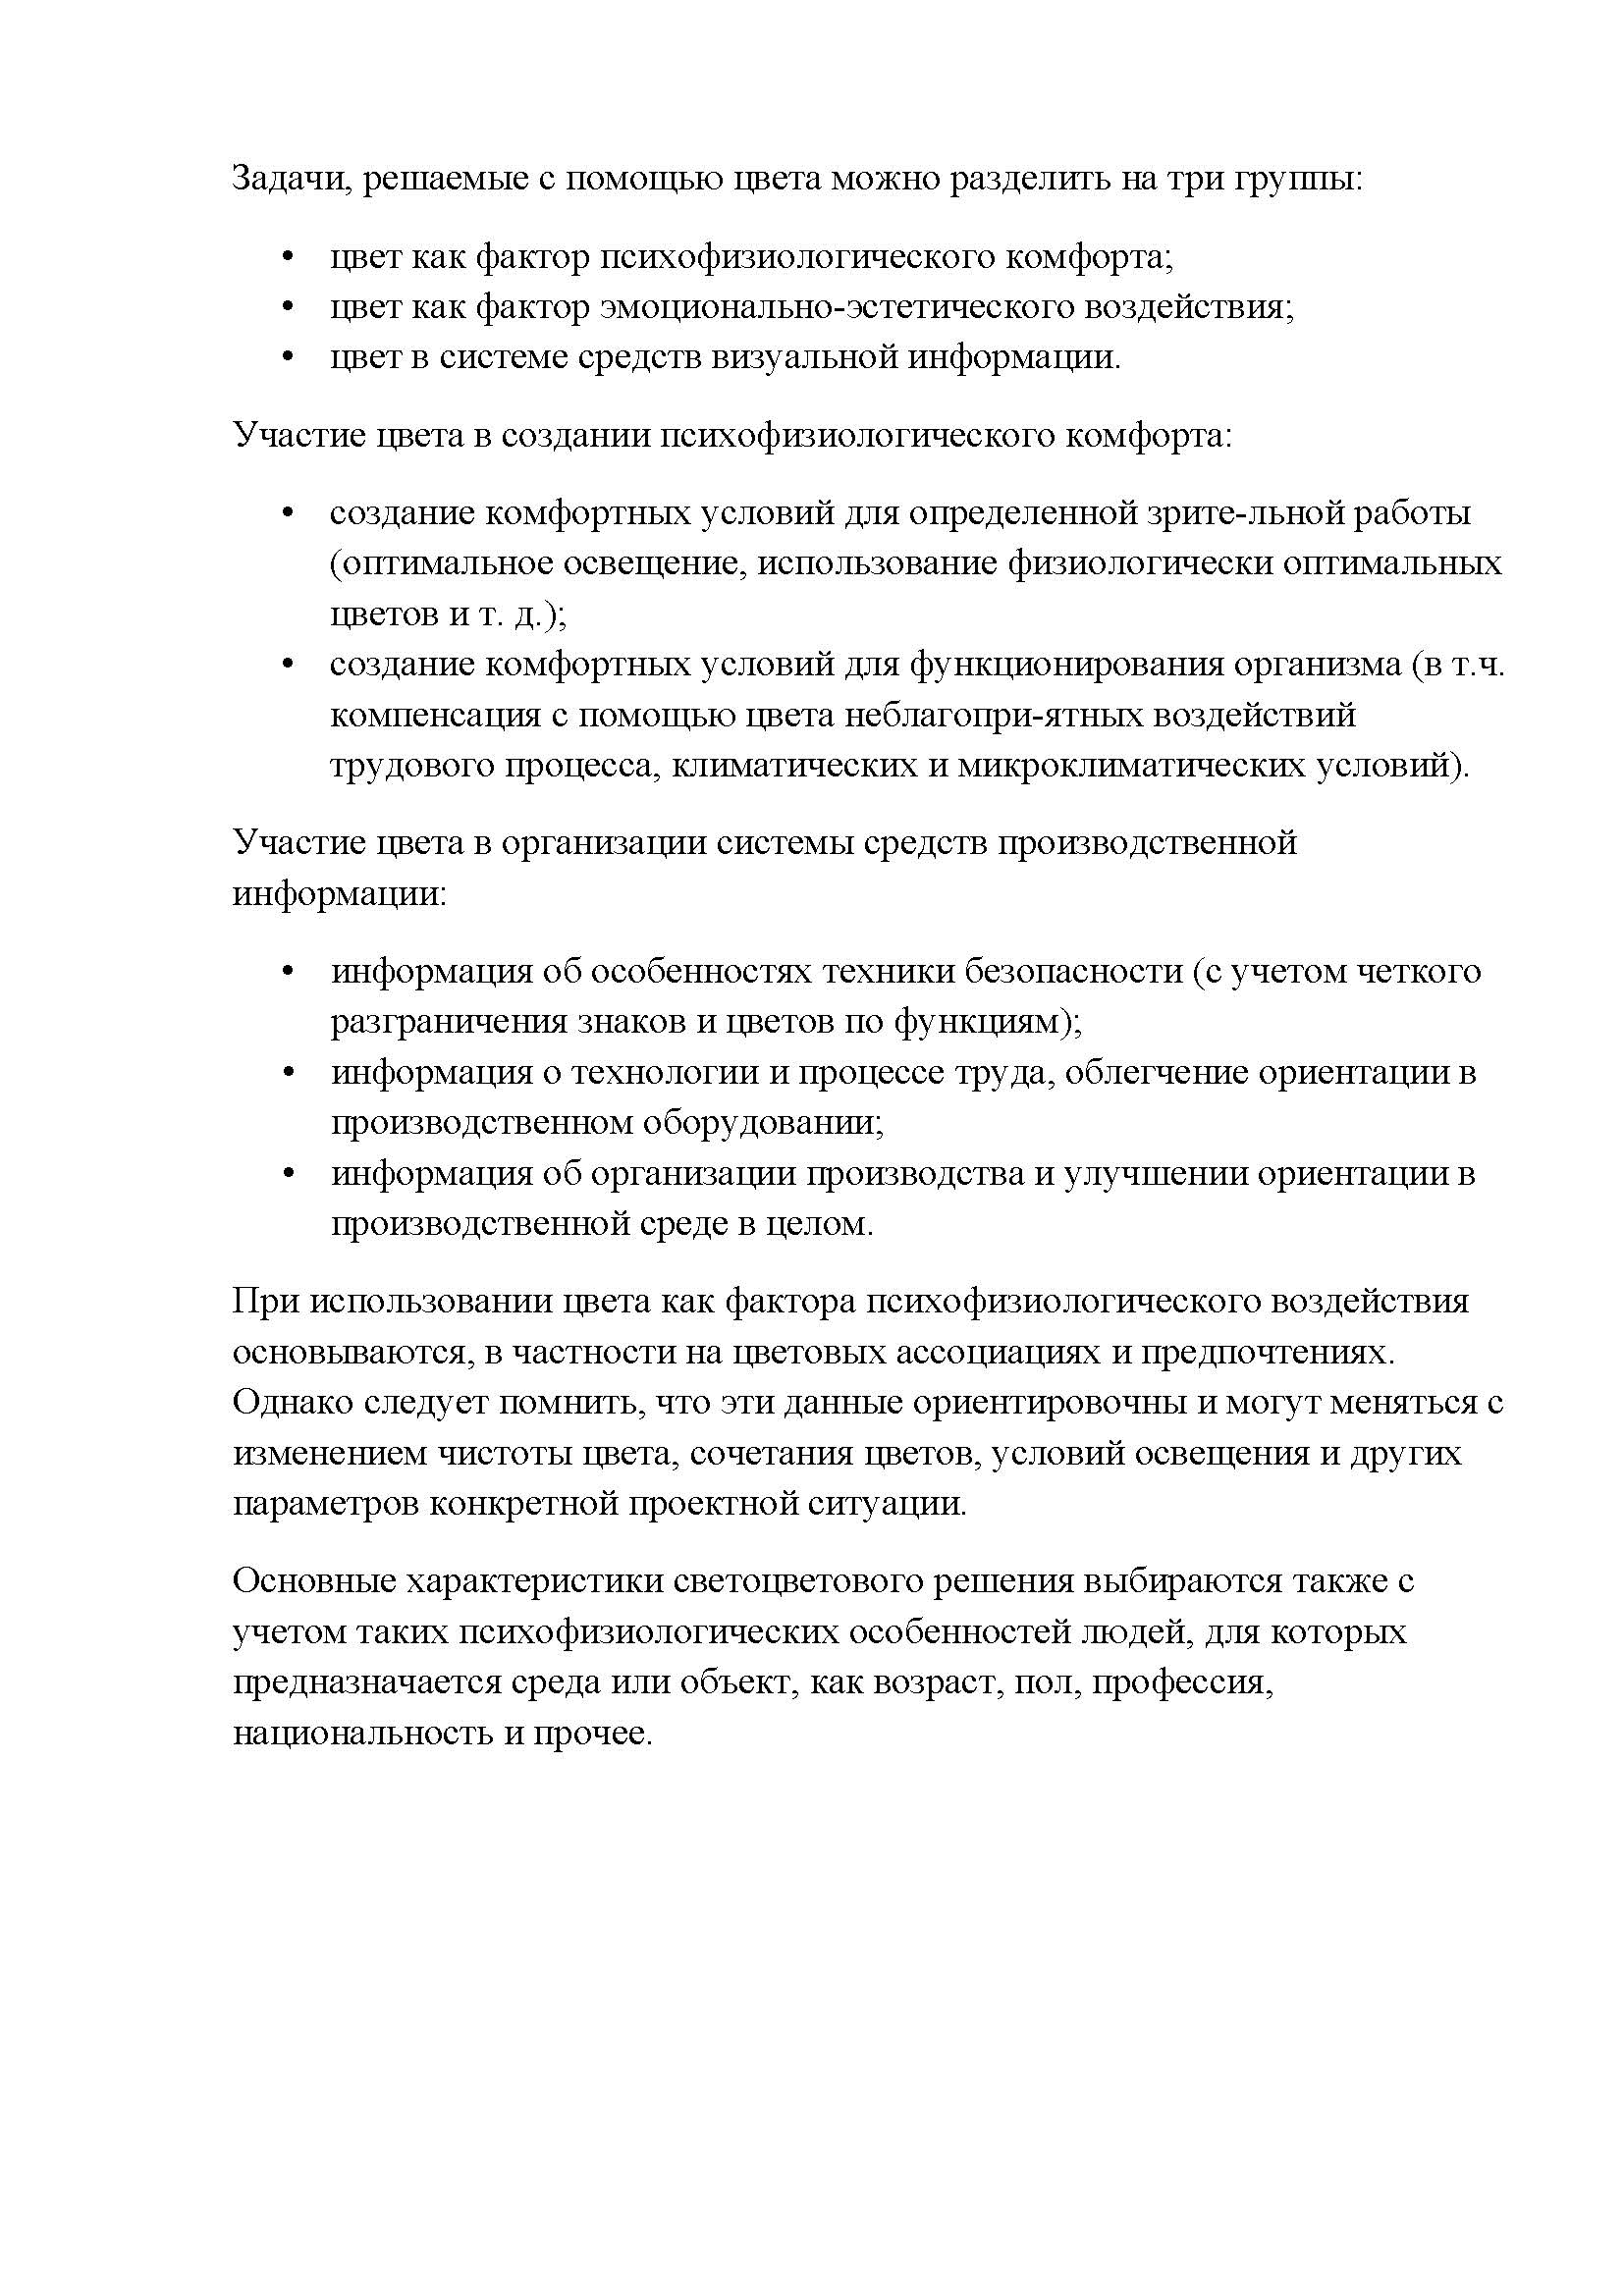 Задачи, решаемые с помощью цвета можно разделить на три группы:
• цвет как фактор психофизиологического комфорта;
• цвет как фактор эмоционально-эстетического воздействия;
• цвет в системе средств визуальной информации.
Участие цвета в создании психофизиологического комфорта:
• создание комфортных условий для определенной зрите-льной работы
(оптимальное освещение, использование физиологически оптимальных
цветов и т. д.);
• создание комфортных условий для функционирования организма (в т.ч.
компенсация с помощью цвета неблагопри-ятных воздействий
трудового процесса, климатических и микроклиматических условий).
Участие цвета в организации системы средств производственной
информации:
• информация об особенностях техники безопасности (с учетом четкого
разграничения знаков и цветов по функциям);
• информация о технологии и процессе труда, облегчение ориентации в
производственном оборудовании;
• информация об организации производства и улучшении ориентации в
производственной среде в целом.
При использовании цвета как фактора психофизиологического воздействия
основываются, в частности на цветовых ассоциациях и предпочтениях.
Однако следует помнить, что эти данные ориентировочны и могут меняться с
изменением чистоты цвета, сочетания цветов, условий освещения и других
параметров конкретной проектной ситуации.
Основные характеристики светоцветового решения выбираются также с
учетом таких психофизиологических особенностей людей, для которых
предназначается среда или объект, как возраст, пол, профессия,
национальность и прочее.